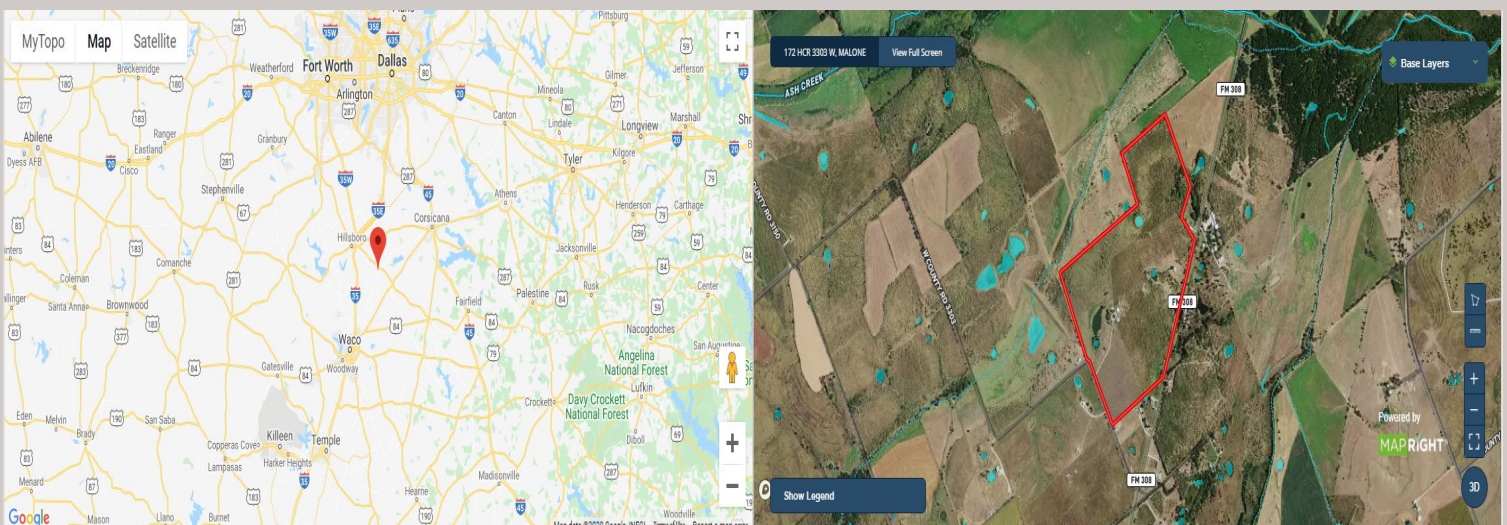 MyTopo Map Satellite
Pittsburg
Breckenridge
Weatherford
Fort Worth
Dallas
Arlington
Gilmer
Jefferson
Mineola
Canton
Lindale
Longview
Marshall
Abilene
Ranger
Eastland
Granbury
Dyess AFB
Cisco
Tyler
Kilgore
Stephenville
Athens
Henderson
Carthage
Corsicana
Hillsboro
Jacksonville
Comanche
Coleman
Santa Anna
Brownwood
Fairfield
Palestine
Rusk
Center
Nacogdoches
Waco
Woodway
San Augustine
Gatesville
Angelina
National Forest
Lufkin
Crockett
Davy Crockett
National Forest
Diboll
Eden
Melvin
Brady
San Saba
Killeen
Temple
Copperas Cove
Harker Heights
Lampasas
Menard
Madisonville
Hearne
Mason
Llano
Burnet
Woodville
Google
172 HCR 3303 W, MALONE View Full Screen
Base Layers
ASH CREEK
FM 308
W COUNTY RD 3303
FM 308
Powered by
MAPRIGHT
FM 308
Show Legend
3D